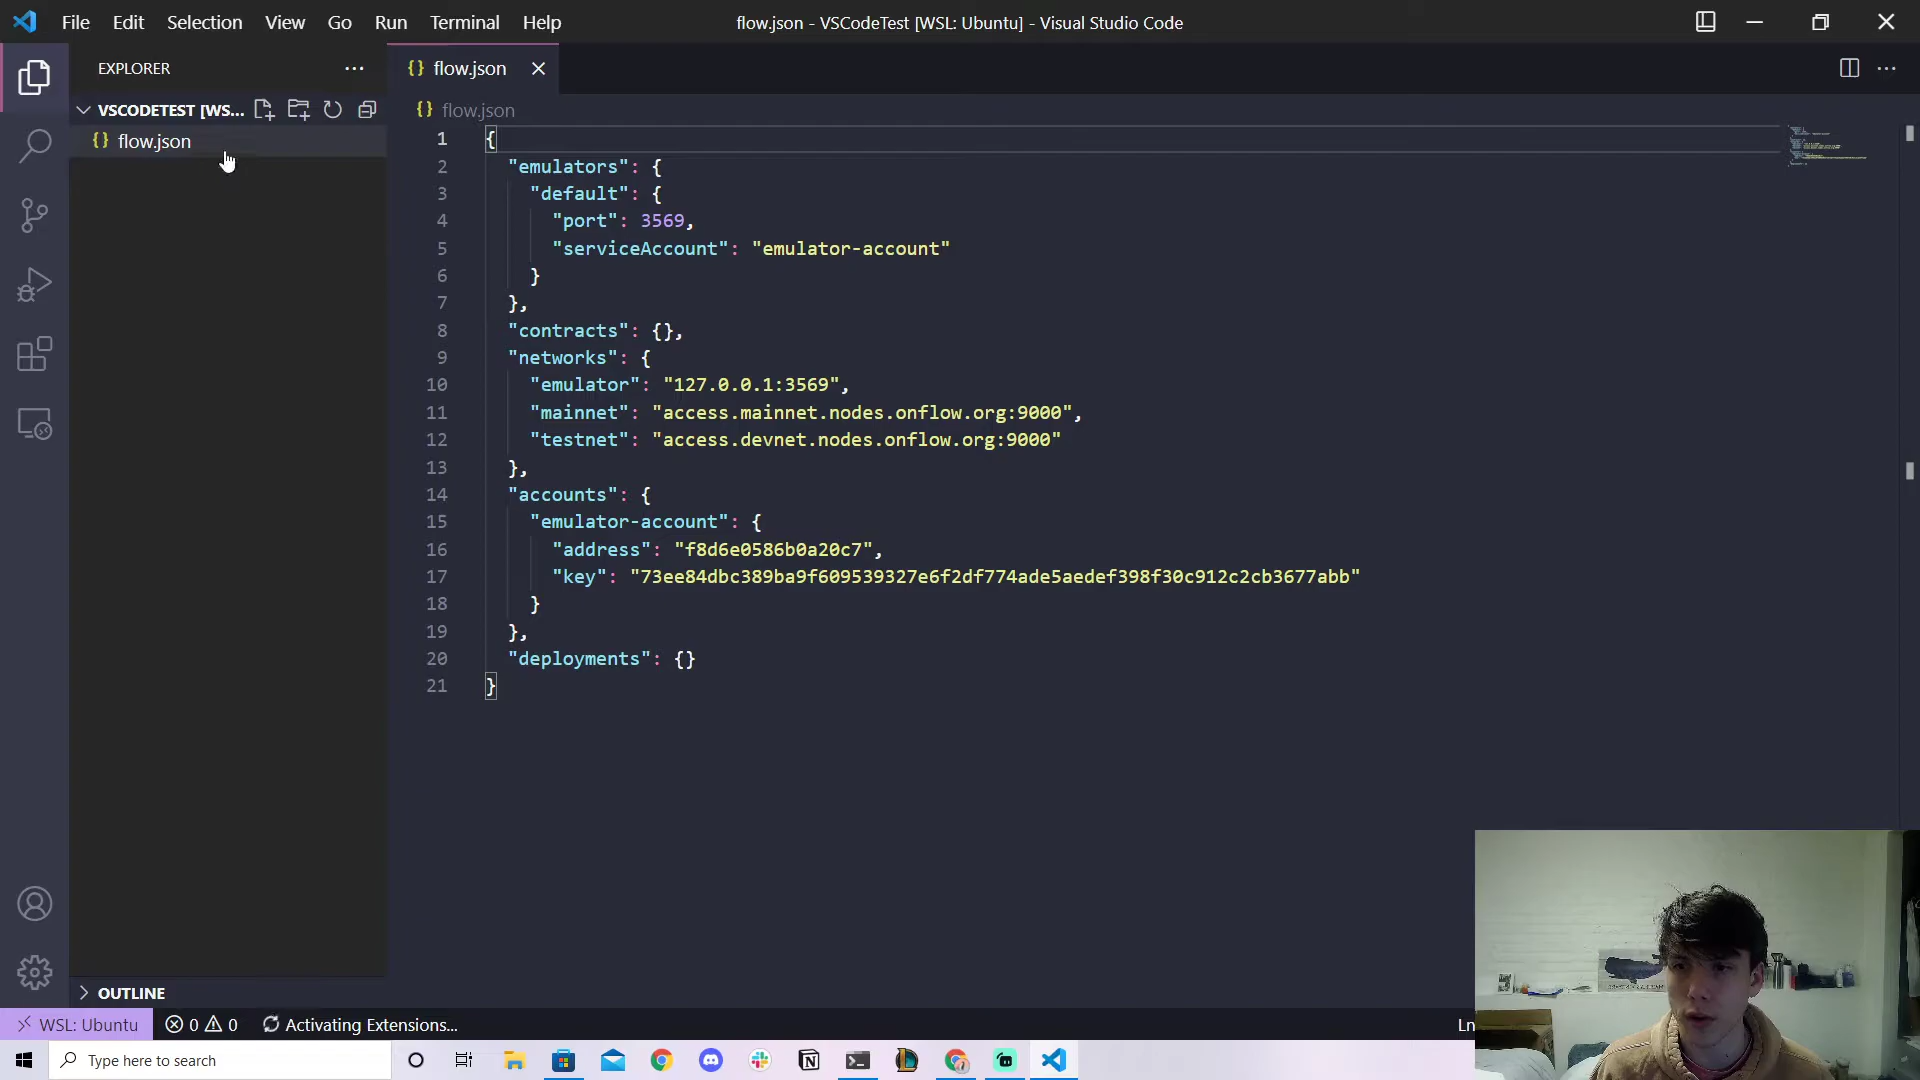 File Edit Selection View Go Run Terminal Help
flow.json - VSCodeTest [WSL: Ubuntu] - Visual Studio Code
EXPLORER
VSCODETEST [WS...
flow.json
flow.json
flow.json
1 {
2 "emulators": {
3 "default": {
4 "port": 3569,
5 "serviceAccount": "emulator-account"
6 }
7 },
8 "contracts": {},
9 "networks": {
10 "emulator": "127.0.0.1:3569",
11 "mainnet": "access.mainnet.nodes.onflow.org:9000",
12 "testnet": "access.devnet.nodes.onflow.org:9000"
13 },
14 "accounts": {
15 "emulator-account": {
16 "address": "f8d6e0586b0a20c7",
17 "key": "73ee84dbc389ba9f609539327e6f2df774ade5aedef398f30c912c2cb3677abb"
18 }
19 },
20 "deployments": {}
21 }
OUTLINE
WSL: Ubuntu 0 0 Activating Extensions... Ln
Type here to search